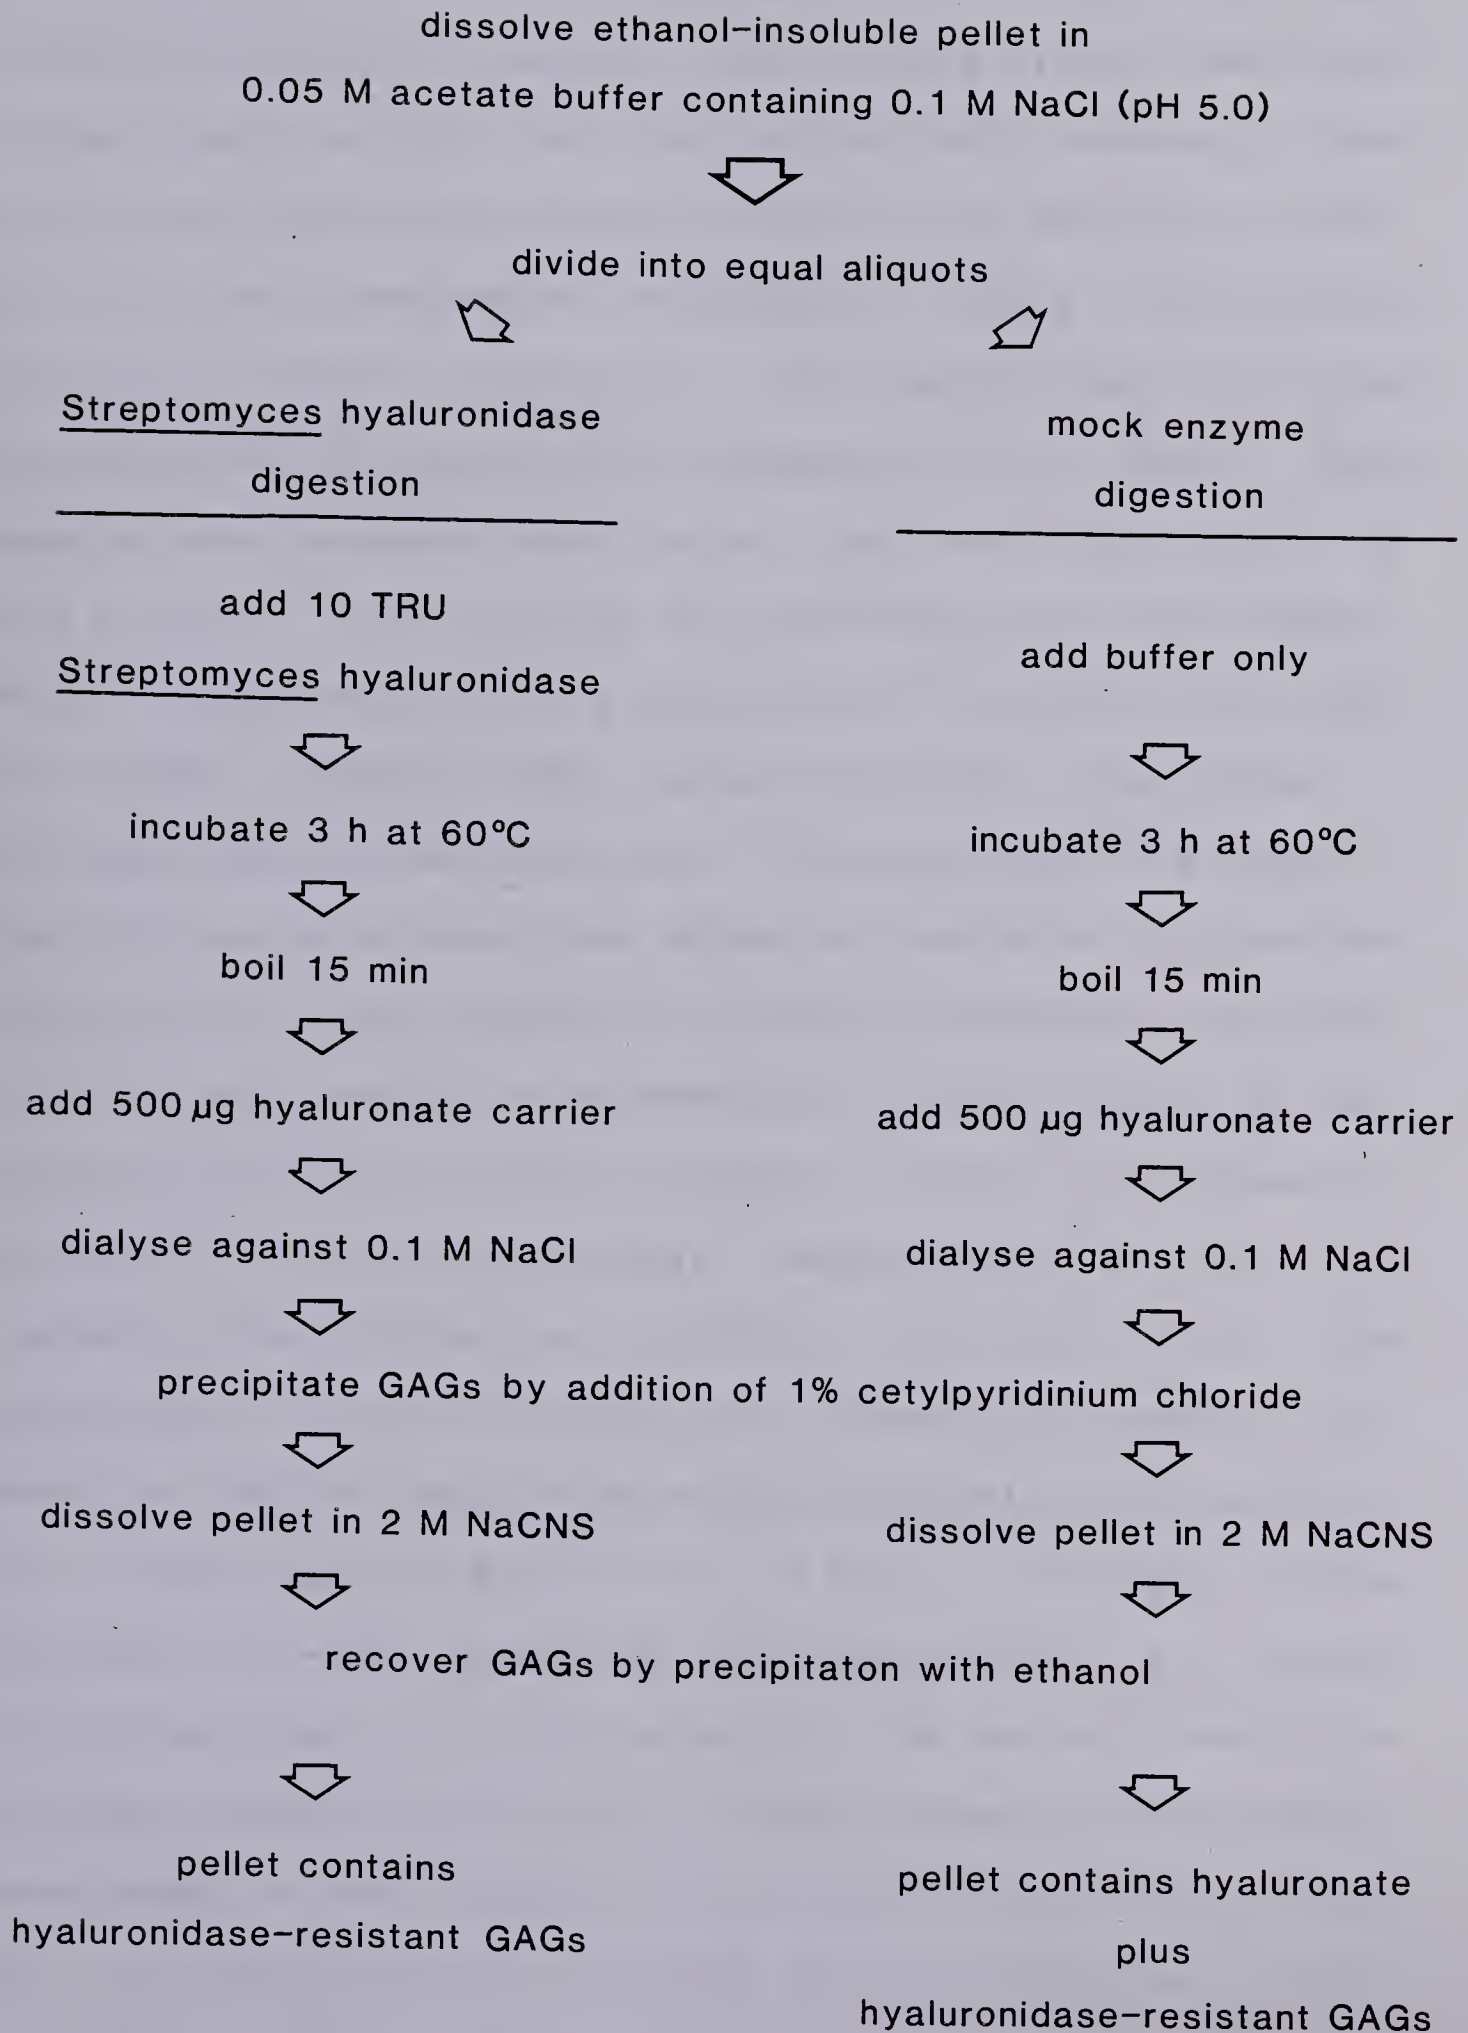 dissolve ethanol-insoluble pellet in
0.05 M acetate buffer containing 0.1 M NaCl (pH 5.0)
divide into equal aliquots
Streptomyces hyaluronidase
digestion
add 10 TRU
Streptomyces hyaluronidase
incubate 3 h at 60°C
boil 15 min
add 500 µg hyaluronate carrier
dialyse against 0.1 M NaCl
mock enzyme
digestion
add buffer only
incubate 3 h at 60°C
boil 15 min
add 500 µg hyaluronate carrier
dialyse against 0.1 M NaCl
precipitate GAGs by addition of 1% cetylpyridinium chloride
dissolve pellet in 2 M NaCNS
dissolve pellet in 2 M NaCNS
recover GAGs by precipitaton with ethanol
pellet contains
hyaluronidase-resistant GAGs
pellet contains hyaluronate
plus
hyaluronidase-resistant GAGs